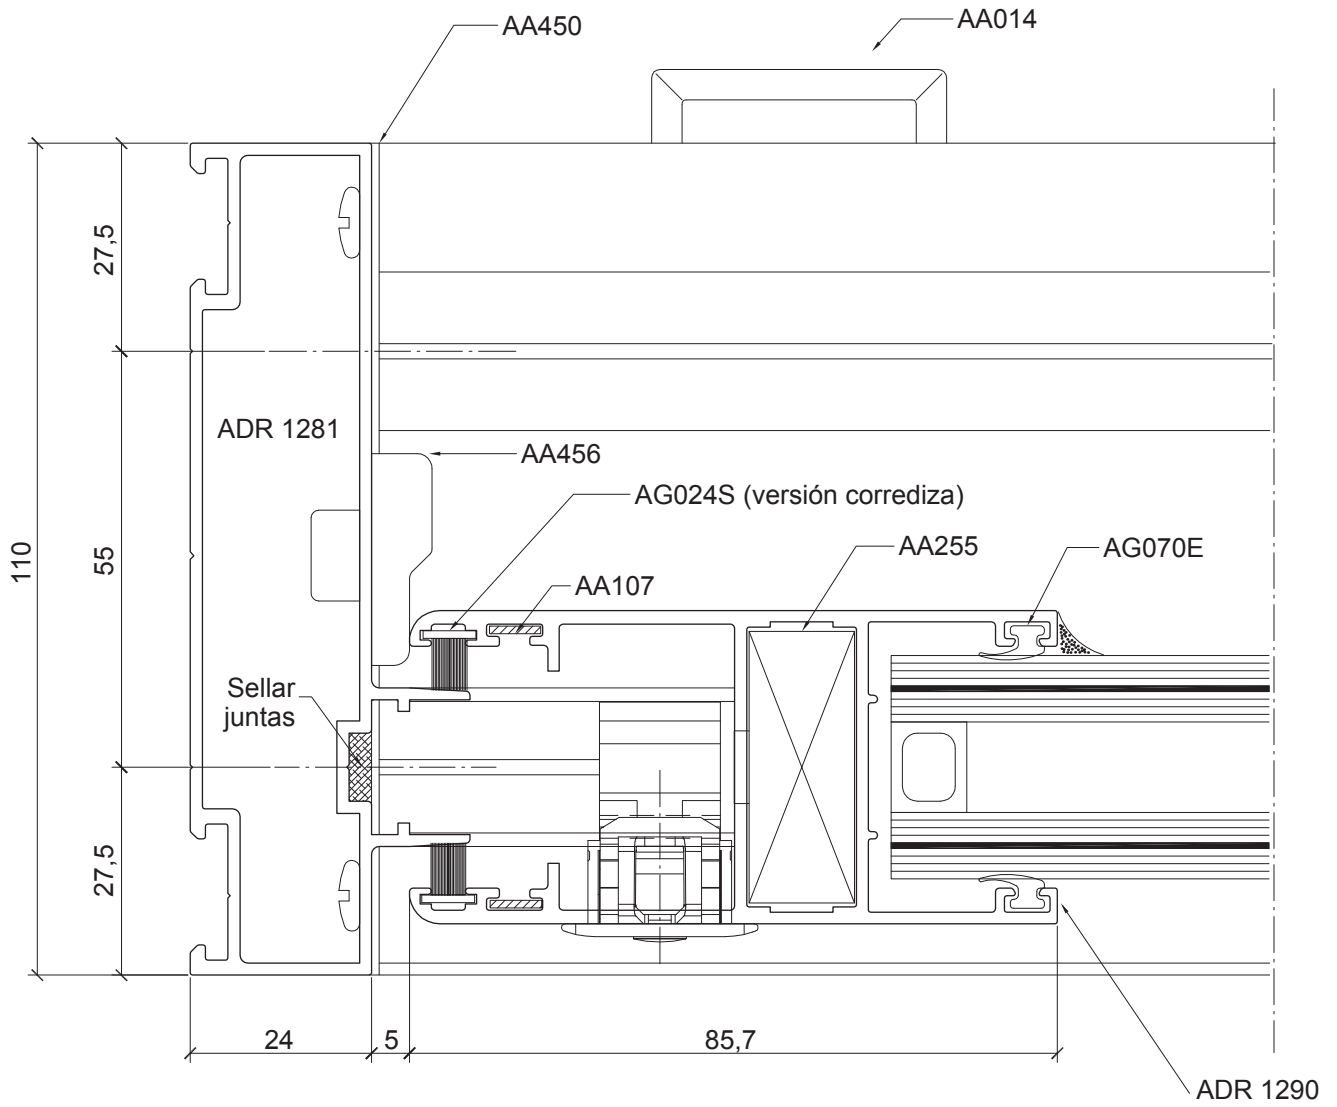 AA450
AA014
27,5
ADR 1281
AA456
AG024S (versión corrediza)
110
55
AA255
AG070E
AA107
Sellar
juntas
27,5
24
5
85,7
ADR 1290